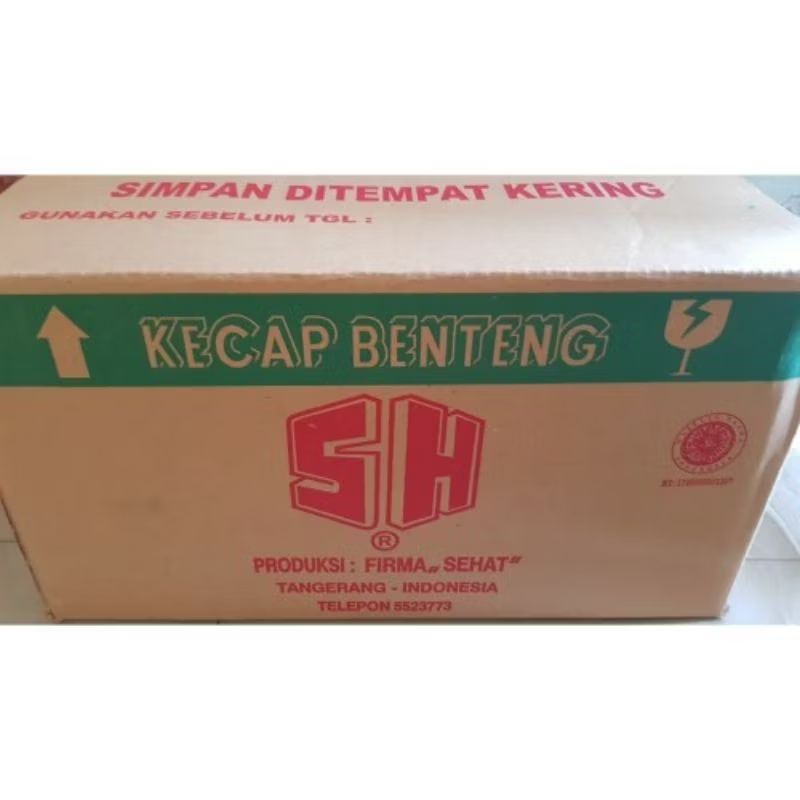 SIMPAN DITEMPAT KERING
GUNAKAN SEBELUM TGL :
KECAP BENTENG
SH
®
PRODUKSI : FIRMA „SEHAT"
TANGERANG - INDONESIA
TELEPON 5523773